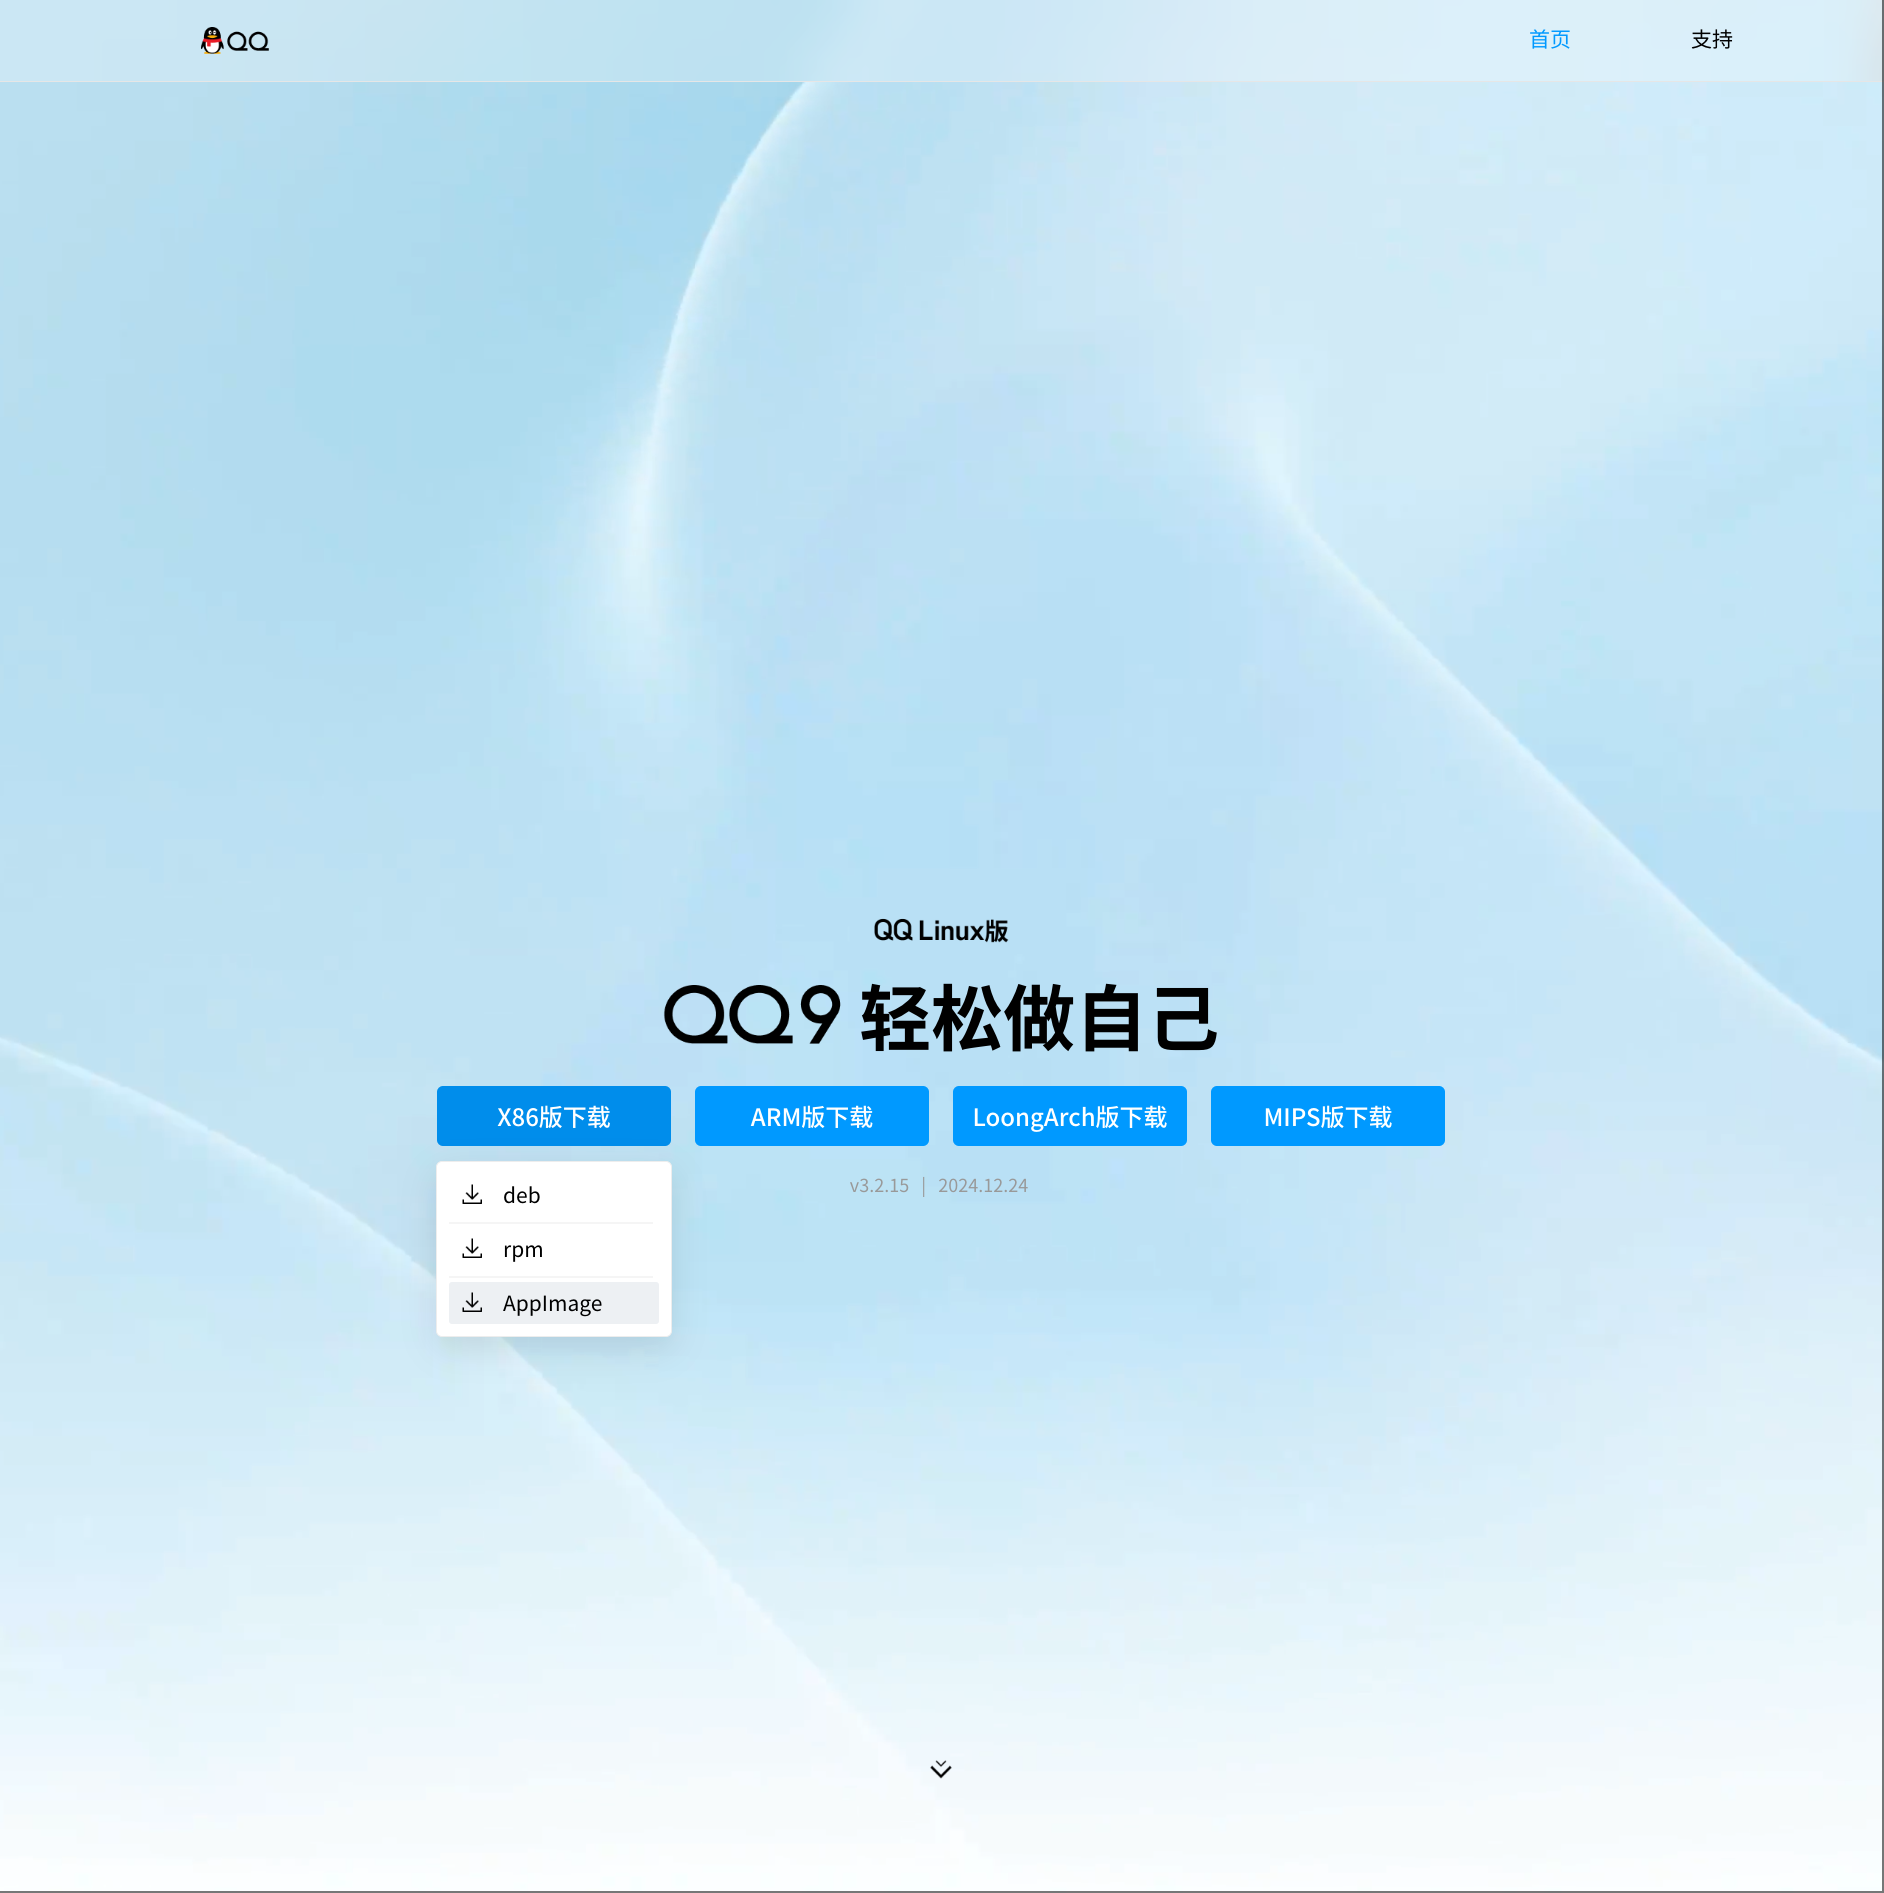 QQ
首页
支持
QQ Linux版
QQ9 轻松做自己
X86版下载
ARM版下载
LoongArch版下载
MIPS版下载
v3.2.15 | 2024.12.24
deb
rpm
AppImage